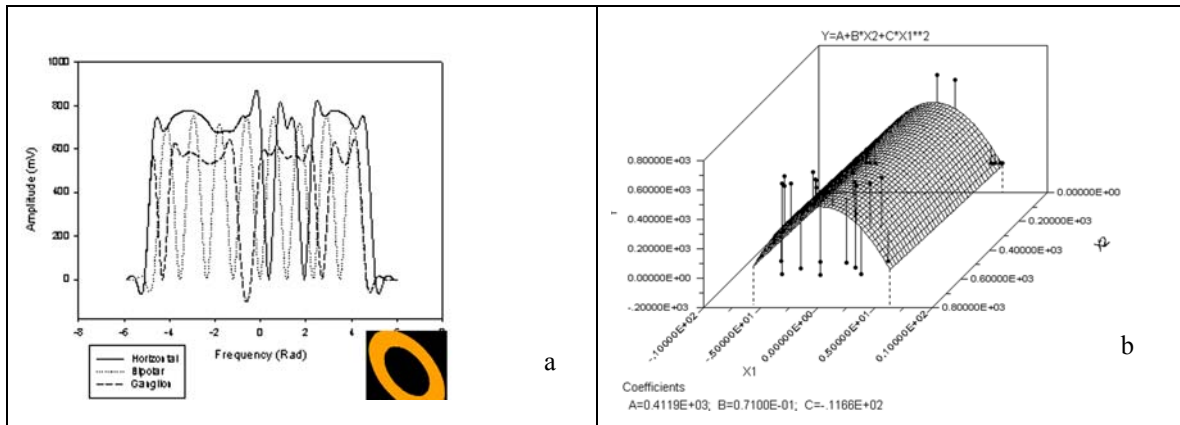 1000
800
600
400
200
0
Amplitude (mV)
-8 -6 -4 -2 0 2 4 6 8
Frequency (Rad)
Horizontal
Bipolar
Ganglion
a
Y=A+B*X2+C*X1**2
0.80000E+03
0.60000E+03
0.40000E+03
0.20000E+03
0.00000E+00
-.20000E+03
0.00000E+00
0.20000E+03
0.40000E+03
0.60000E+03
0.80000E+03
X2
-.10000E+02
-.50000E+01
0.00000E+00
0.50000E+01
0.10000E+02
X1
b
Coefficients
A=0.4119E+03; B=0.7100E-01; C=-.1166E+02